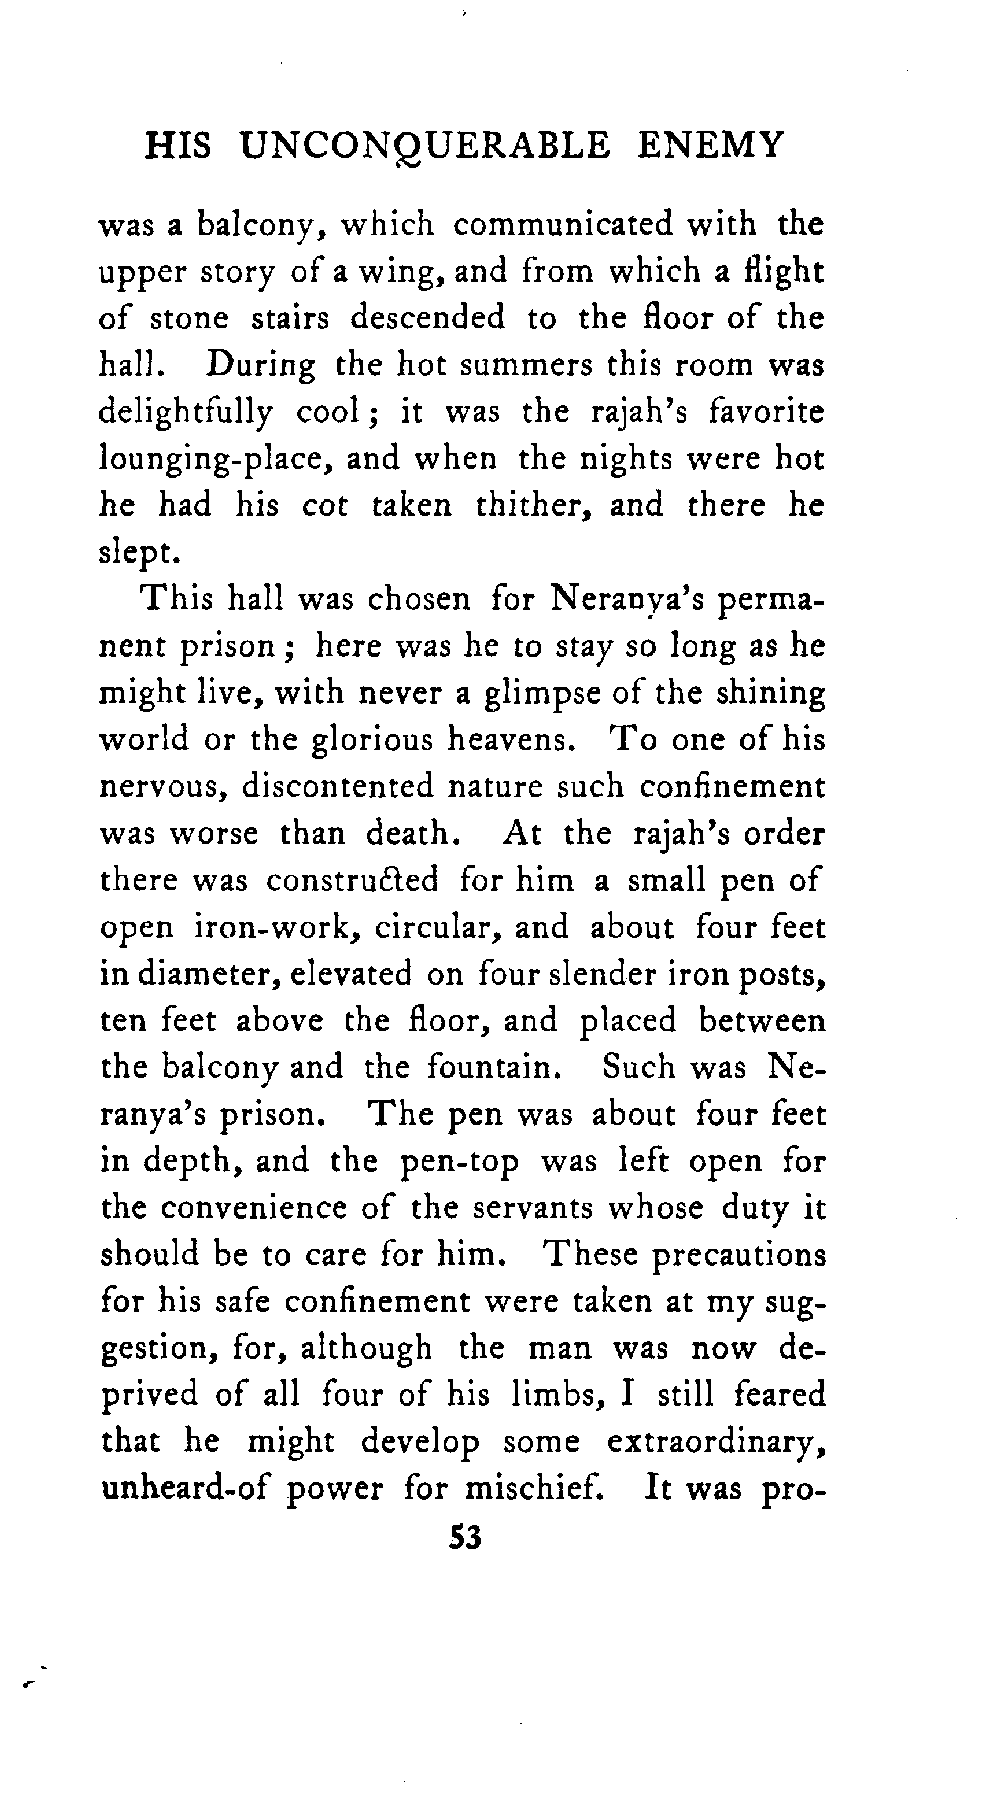 HIS UNCONQUERABLE ENEMY
was a balcony, which communicated with the
upper story of a wing, and from which a flight
of stone stairs descended to the floor of the
hall. During the hot summers this room was
delightfully cool; it was the rajah's favorite
lounging-place, and when the nights were hot
he had his cot taken thither, and there he
slept.
This hall was chosen for Neranya's perma-
nent prison; here was he to stay so long as he
might live, with never a glimpse of the shining
world or the glorious heavens. To one of his
nervous, discontented nature such confinement
was worse than death. At the rajah's order
there was constructed for him a small pen of
open iron-work, circular, and about four feet
in diameter, elevated on four slender iron posts,
ten feet above the floor, and placed between
the balcony and the fountain. Such was Ne-
ranya's prison. The pen was about four feet
in depth, and the pen-top was left open for
the convenience of the servants whose duty it
should be to care for him. These precautions
for his safe confinement were taken at my sug-
gestion, for, although the man was now de-
prived of all four of his limbs, I still feared
that he might develop some extraordinary,
unheard-of power for mischief. It was pro-
53